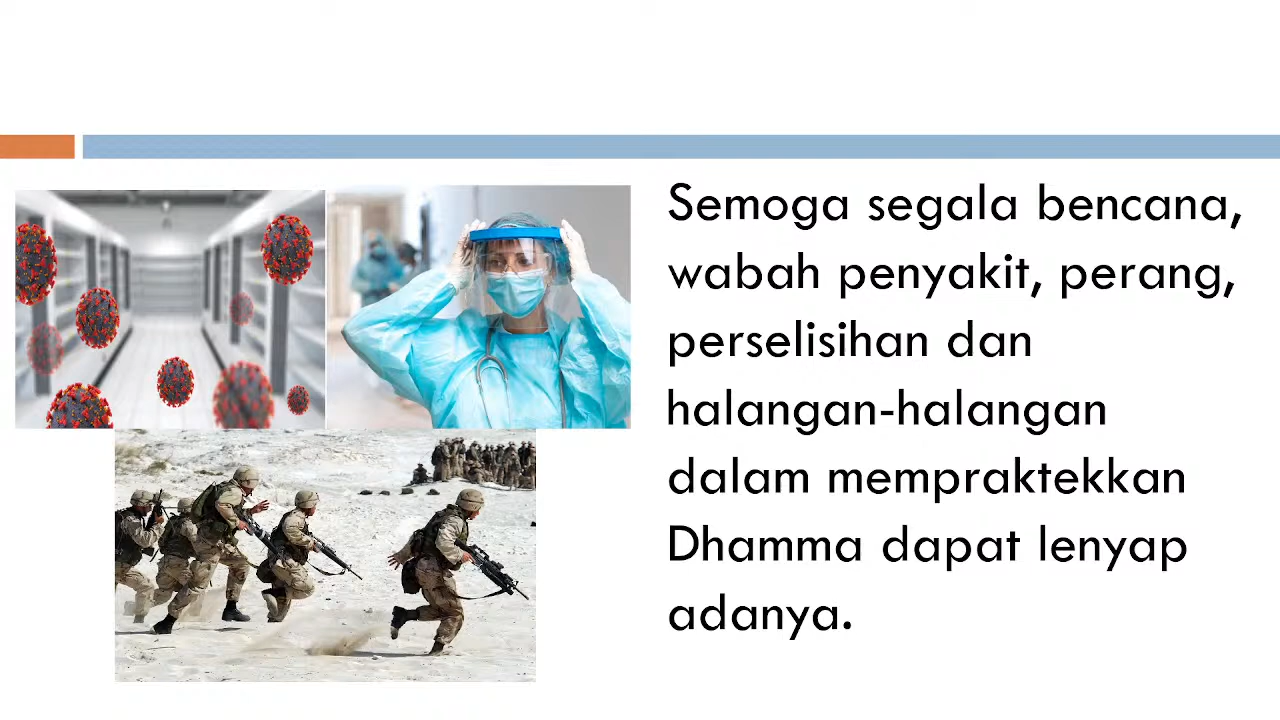 Semoga segala bencana,
wabah penyakit, perang,
perselisihan dan
halangan-halangan
dalam mempraktekkan
Dhamma dapat lenyap
adanya.